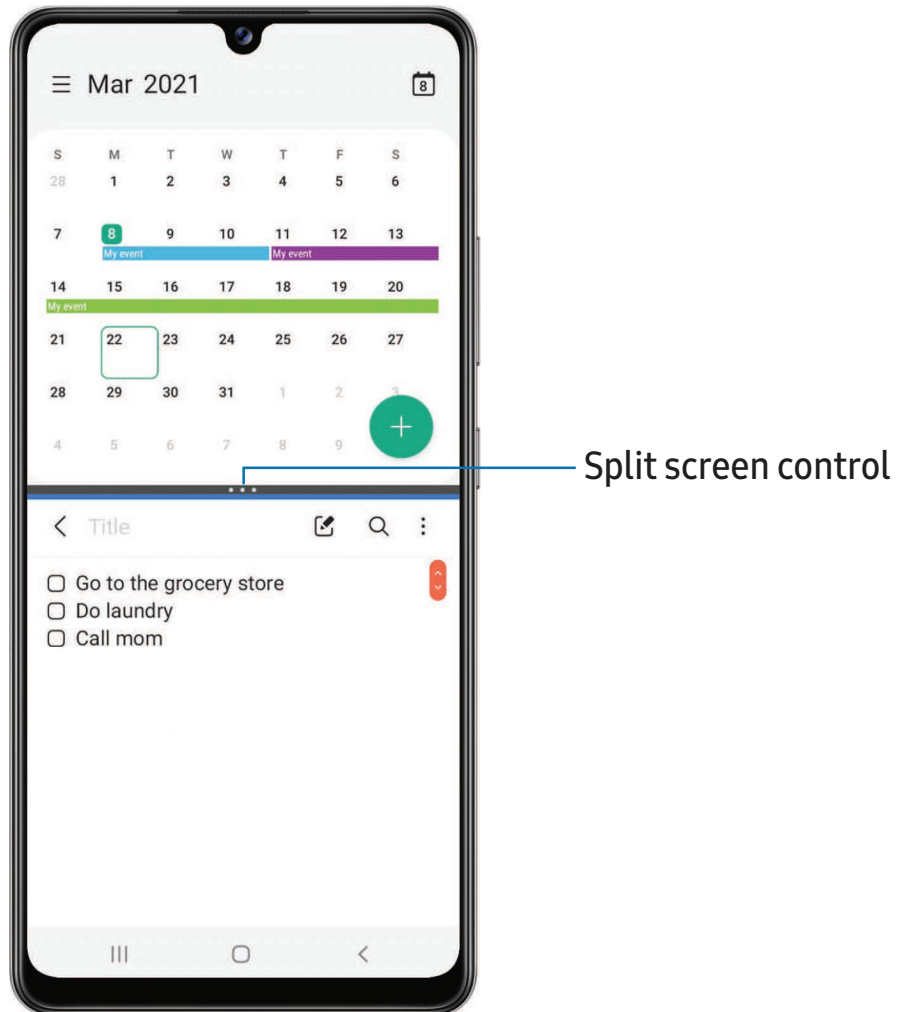 Mar 2021
8
S M T W T F S
28 1 2 3 4 5 6
7 8 9 10 11 12 13
My event My event
14 15 16 17 18 19 20
My event
21 22 23 24 25 26 27
28 29 30 31 1 2 3
4 5 6 7 8 9
Split screen control
Title
Go to the grocery store
Do laundry
Call mom